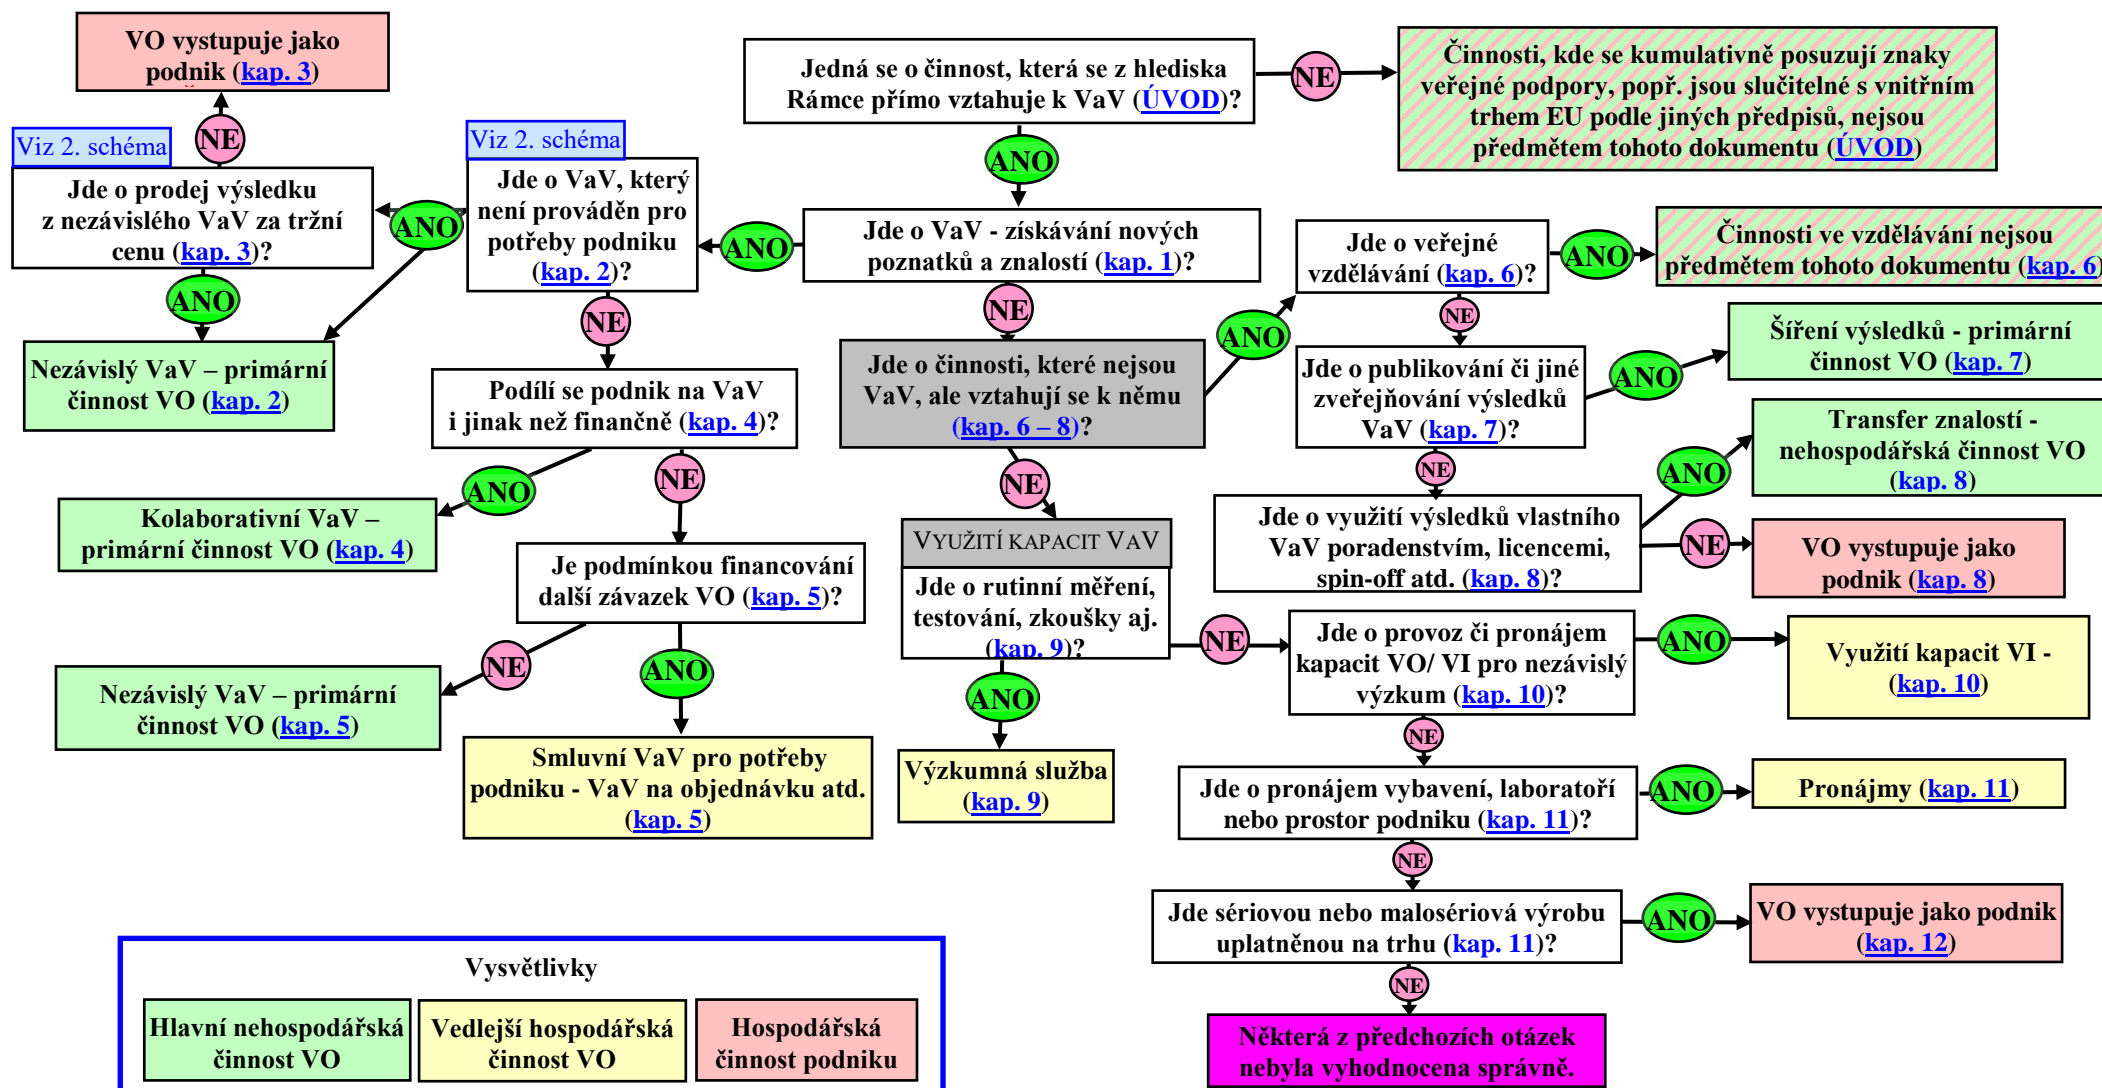 VO vystupuje jako
podnik (kap. 3)
NE
Viz 2. schéma
Jde o prodej výsledku
z nezávislého VaV za tržní
cenu (kap. 3)?
ANO
Nezávislý VaV – primární
činnost VO (kap. 2)
ANO
Viz 2. schéma
Jde o VaV, který
není prováděn pro
potřeby podniku
(kap. 2)?
ANO
NE
Jedná se o činnost, která se z hlediska
Rámce přímo vztahuje k VaV (ÚVOD)?
NE
Činnosti, kde se kumulativně posuzují znaky
veřejné podpory, popř. jsou slučitelné s vnitřním
trhem EU podle jiných předpisů, nejsou
předmětem tohoto dokumentu (ÚVOD)
ANO
Jde o VaV - získávání nových
poznatků a znalostí (kap. 1)?
NE
Jde o veřejné
vzdělávání (kap. 6)?
ANO
Činnosti ve vzdělávání nejsou
předmětem tohoto dokumentu (kap. 6)
NE
ANO
Podílí se podnik na VaV
i jinak než finančně (kap. 4)?
Jde o činnosti, které nejsou
VaV, ale vztahují se k němu
(kap. 6 – 8)?
Jde o publikování či jiné
zveřejňování výsledků
VaV (kap. 7)?
ANO
Šíření výsledků - primární
činnost VO (kap. 7)
NE
ANO
NE
NE
Kolaborativní VaV –
primární činnost VO (kap. 4)
Jde o využití výsledků vlastního
VaV poradenstvím, licencemi,
spin-off atd. (kap. 8)?
ANO
Transfer znalostí -
nehospodářská činnost VO
(kap. 8)
NE
VO vystupuje jako
podnik (kap. 8)
Je podmínkou financování
další závazek VO (kap. 5)?
NE
ANO
Nezávislý VaV – primární
činnost VO (kap. 5)
Smluvní VaV pro potřeby
podniku - VaV na objednávku atd.
(kap. 5)
VYUŽITÍ KAPACIT VAV
Jde o rutinní měření,
testování, zkoušky aj.
(kap. 9)?
NE
ANO
Výzkumná služba
(kap. 9)
Jde o provoz či pronájem
kapacit VO/ VI pro nezávislý
výzkum (kap. 10)?
ANO
Využití kapacit VI -
(kap. 10)
NE
Jde o pronájem vybavení, laboratoří
nebo prostor podniku (kap. 11)?
ANO
Pronájmy (kap. 11)
NE
Jde sériovou nebo malosériová výrobu
uplatněnou na trhu (kap. 11)?
ANO
VO vystupuje jako podnik
(kap. 12)
NE
Některá z předchozích otázek
nebyla vyhodnocena správně.
Vysvětlivky
Hlavní nehospodářská
činnost VO
Vedlejší hospodářská
činnost VO
Hospodářská
činnost podniku